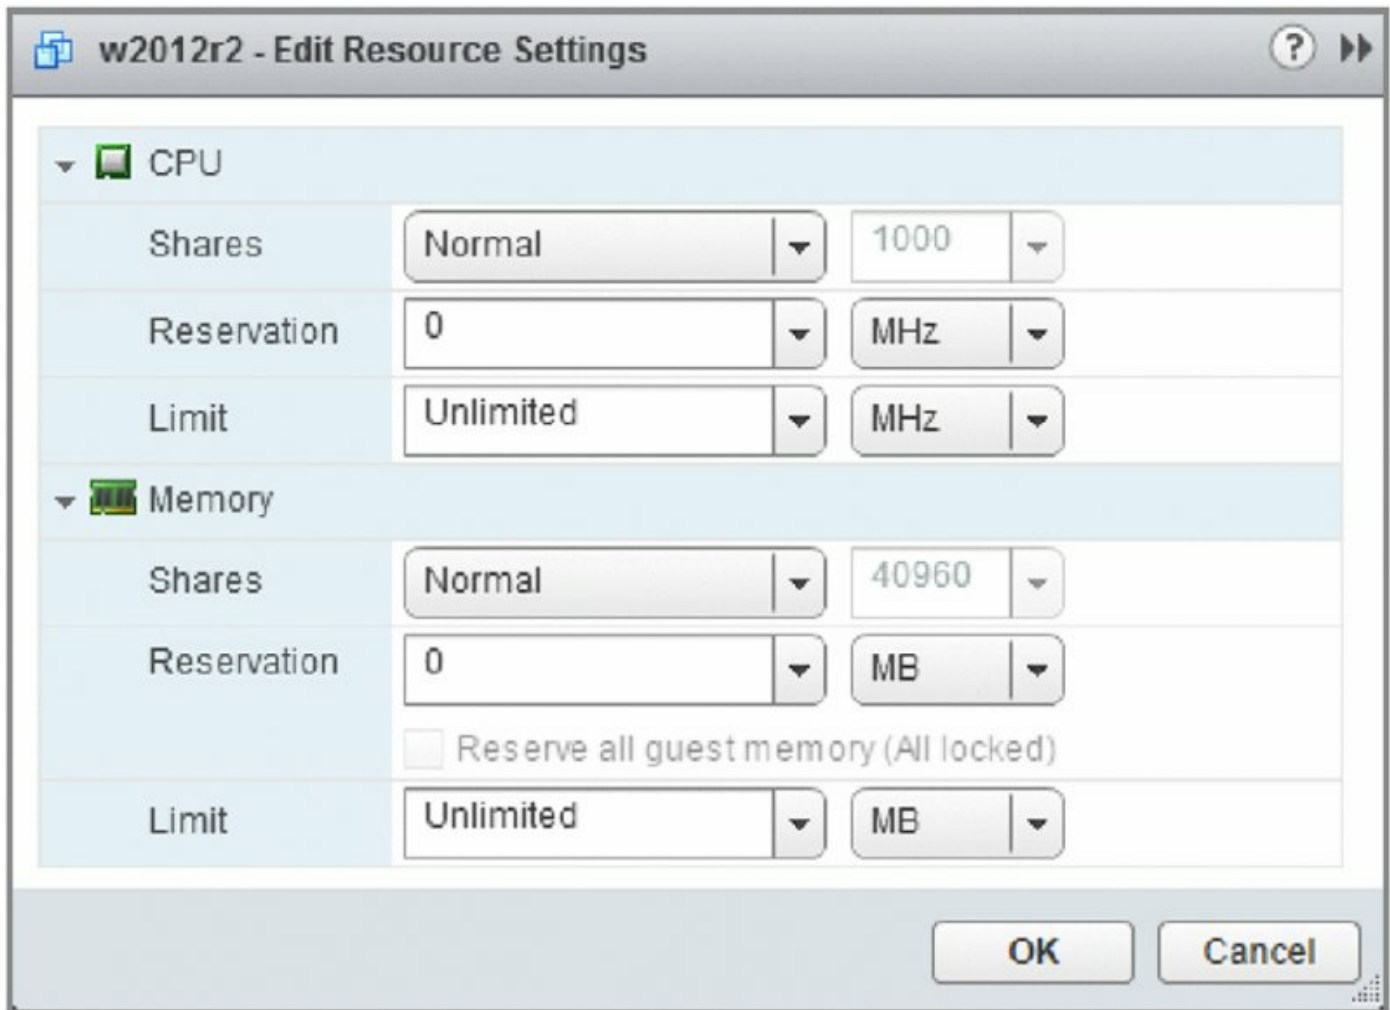 w2012r2 - Edit Resource Settings ?
CPU
Shares Normal 1000
Reservation 0 MHz
Limit Unlimited MHz
Memory
Shares Normal 40960
Reservation 0 MB
Reserve all guest memory (All locked)
Limit Unlimited MB
OK Cancel